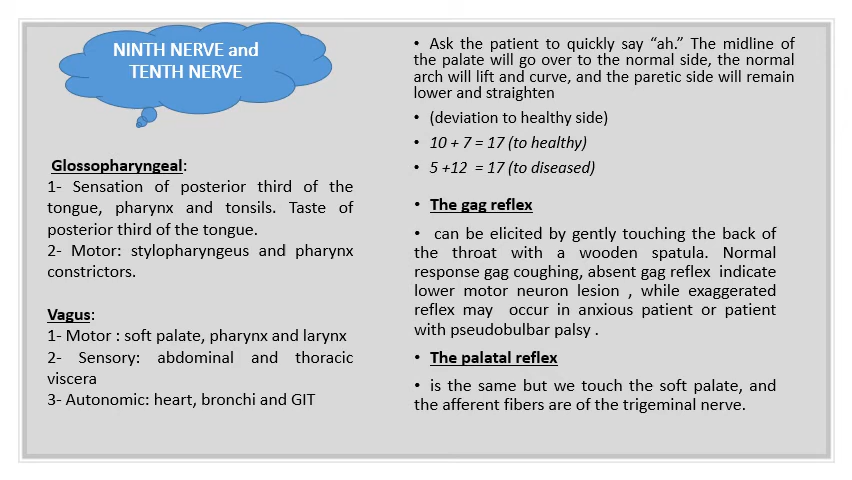 NINTH NERVE and
TENTH NERVE
Glossopharyngeal:
1- Sensation of posterior third of the
tongue, pharynx and tonsils. Taste of
posterior third of the tongue.
2- Motor: stylopharyngeus and pharynx
constrictors.
Vagus:
1- Motor : soft palate, pharynx and larynx
2- Sensory: abdominal and thoracic
viscera
3- Autonomic: heart, bronchi and GIT
• Ask the patient to quickly say “ah.” The midline of
the palate will go over to the normal side, the normal
arch will lift and curve, and the paretic side will remain
lower and straighten
• (deviation to healthy side)
• 10 + 7 = 17 (to healthy)
• 5 +12 = 17 (to diseased)
• The gag reflex
• can be elicited by gently touching the back of
the throat with a wooden spatula. Normal
response gag coughing, absent gag reflex indicate
lower motor neuron lesion , while exaggerated
reflex may occur in anxious patient or patient
with pseudobulbar palsy .
• The palatal reflex
• is the same but we touch the soft palate, and
the afferent fibers are of the trigeminal nerve.